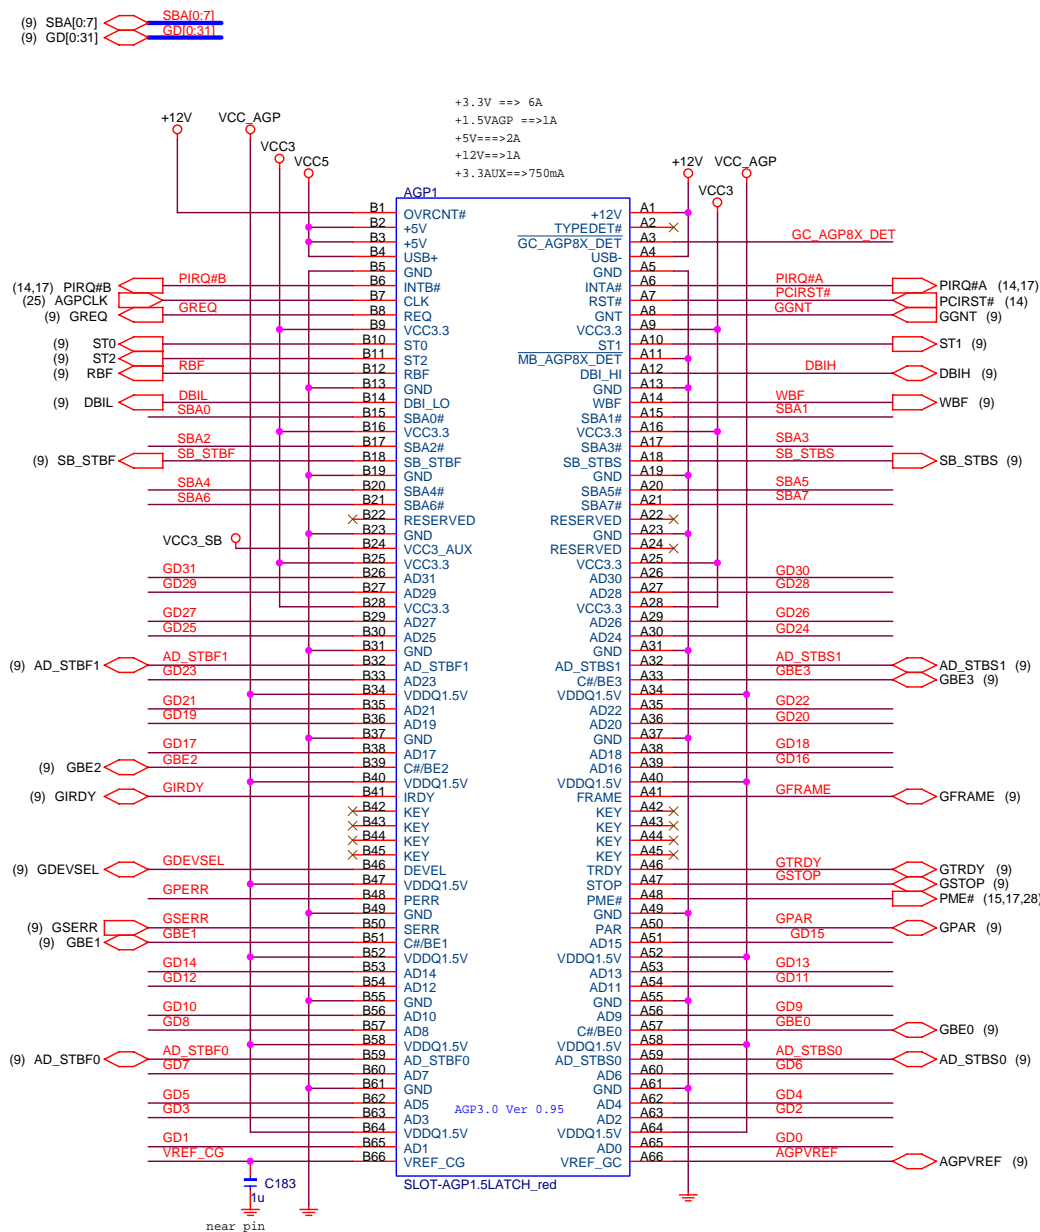 (9) SBA[0:7] SBA[0:7]
(9) GD[0:31] GD[0:31]
+3.3V ==> 6A
+1.5VAGP ==>1A
+5V===>2A
+12V==>1A
+3.3AUX==>750mA
+12V VCC_AGP VCC3 VCC5
+12V VCC_AGP VCC3
AGP1
B1 OVRCNT# +12V A1
B2 +5V TYPEDET# A2
B3 +5V GC_AGP8X_DET A3 GC_AGP8X_DET
B4 USB+ USB- A4
B5 GND GND A5
(14,17) PIRQ#B PIRQ#B B6 INTB# INTA# A6 PIRQ#A PIRQ#A (14,17)
(25) AGPCLK B7 CLK RST# A7 PCIRST# PCIRST# (14)
(9) GREQ GREQ B8 REQ GNT A8 GGNT GGNT (9)
B9 VCC3.3 VCC3.3 A9
(9) ST0 B10 ST0 ST1 A10 ST1 (9)
(9) ST2 B11 ST2 MB_AGP8X_DET A11
(9) RBF RBF B12 RBF DBI_HI A12 DBIH DBIH (9)
B13 GND GND A13
(9) DBIL DBIL B14 DBI_LO WBF A14 WBF WBF (9)
SBA0 B15 SBA0# SBA1# A15 SBA1
B16 VCC3.3 VCC3.3 A16
SBA2 B17 SBA2# SBA3# A17 SBA3
(9) SB_STBF SB_STBF B18 SB_STBF SB_STBS A18 SB_STBS SB_STBS (9)
B19 GND GND A19
SBA4 B20 SBA4# SBA5# A20 SBA5
SBA6 B21 SBA6# SBA7# A21 SBA7
B22 RESERVED RESERVED A22
B23 GND GND A23
VCC3_SB B24 VCC3_AUX RESERVED A24
B25 VCC3.3 VCC3.3 A25
GD31 B26 AD31 AD30 A26 GD30
GD29 B27 AD29 AD28 A27 GD28
B28 VCC3.3 VCC3.3 A28
GD27 B29 AD27 AD26 A29 GD26
GD25 B30 AD25 AD24 A30 GD24
B31 GND GND A31
(9) AD_STBF1 AD_STBF1 B32 AD_STBF1 AD_STBS1 A32 AD_STBS1 AD_STBS1 (9)
GD23 B33 AD23 C#/BE3 A33 GBE3 GBE3 (9)
B34 VDDQ1.5V VDDQ1.5V A34
GD21 B35 AD21 AD22 A35 GD22
GD19 B36 AD19 AD20 A36 GD20
B37 GND GND A37
GD17 B38 AD17 AD18 A38 GD18
(9) GBE2 GBE2 B39 C#/BE2 AD16 A39 GD16
B40 VDDQ1.5V VDDQ1.5V A40
(9) GIRDY GIRDY B41 IRDY FRAME A41 GFRAME GFRAME (9)
B42 KEY KEY A42
B43 KEY KEY A43
B44 KEY KEY A44
B45 KEY KEY A45
(9) GDEVSEL GDEVSEL B46 DEVEL TRDY A46 GTRDY GTRDY (9)
B47 VDDQ1.5V STOP A47 GSTOP GSTOP (9)
GPERR B48 PERR PME# A48 PME# (15,17,28)
B49 GND GND A49
(9) GSERR GSERR B50 SERR PAR A50 GPAR GPAR (9)
(9) GBE1 GBE1 B51 C#/BE1 AD15 A51 GD15
B52 VDDQ1.5V VDDQ1.5V A52
GD14 B53 AD14 AD13 A53 GD13
GD12 B54 AD12 AD11 A54 GD11
B55 GND GND A55
GD10 B56 AD10 AD9 A56 GD9
GD8 B57 AD8 C#/BE0 A57 GBE0 GBE0 (9)
B58 VDDQ1.5V VDDQ1.5V A58
(9) AD_STBF0 AD_STBF0 B59 AD_STBF0 AD_STBS0 A59 AD_STBS0 AD_STBS0 (9)
GD7 B60 AD7 AD6 A60 GD6
B61 GND GND A61
GD5 B62 AD5 AD4 A62 GD4
GD3 B63 AD3 AGP3.0 Ver 0.95 AD2 A63 GD2
B64 VDDQ1.5V VDDQ1.5V A64
GD1 B65 AD1 AD0 A65 GD0
VREF_CG B66 VREF_CG VREF_GC A66 AGPVREF AGPVREF (9)
SLOT-AGP1.5LATCH_red
C183
1u
near pin